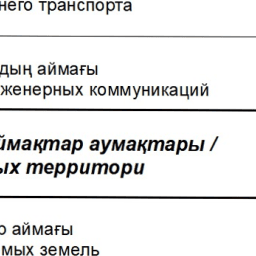 него транспорта
дың аймағы
женерных коммуникаций
ймақтар аумақтары /
ых территори
р аймағы
мых земель